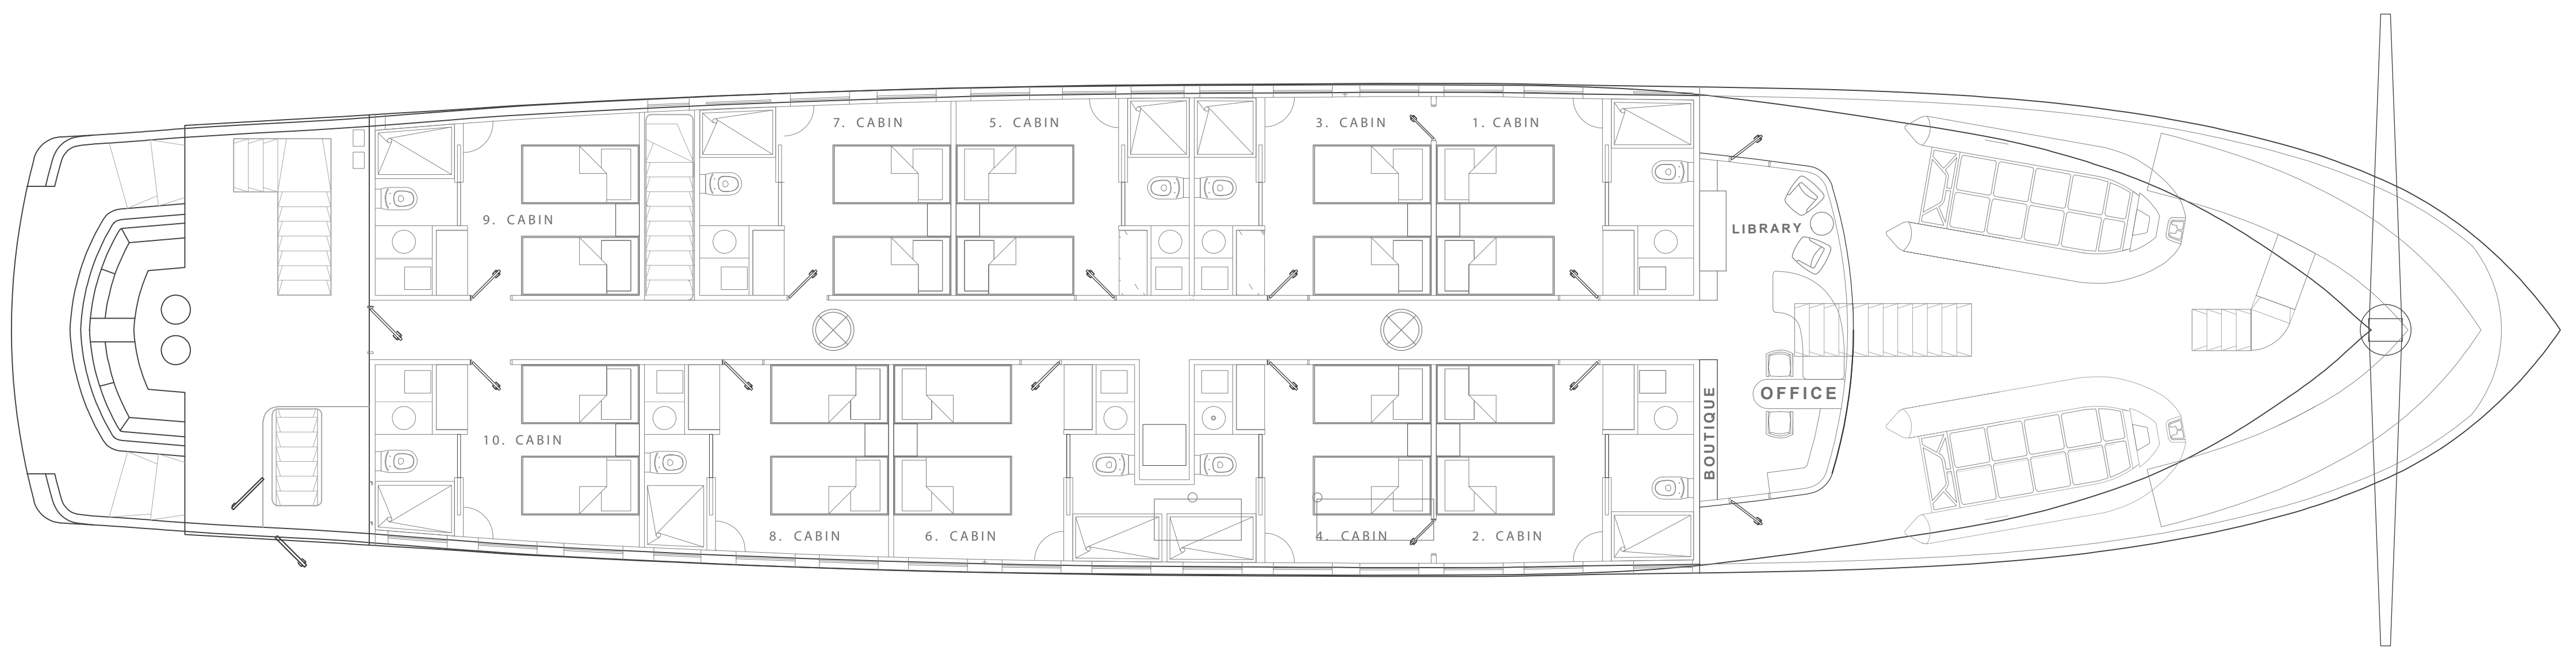 7. CABIN
5. CABIN
3. CABIN
1. CABIN
9. CABIN
LIBRARY
OFFICE
BOUTIQUE
10. CABIN
8. CABIN
6. CABIN
4. CABIN
2. CABIN